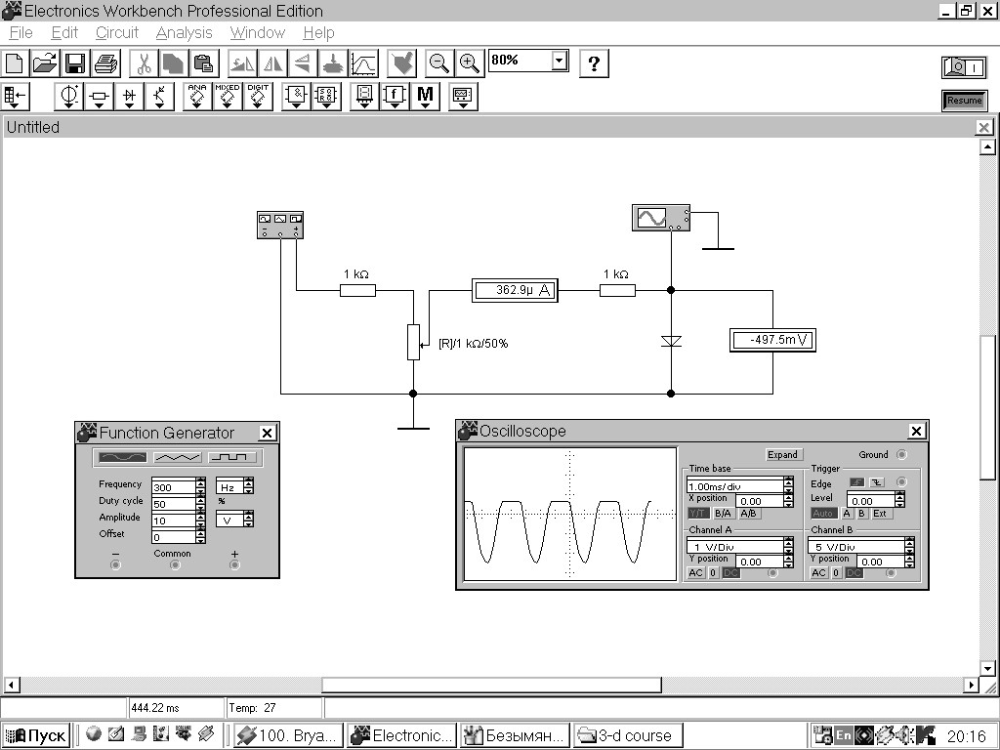 Electronics Workbench Professional Edition
File Edit Circuit Analysis Window Help
80%
?
ANA MIXED DIGIT
f M
Resume
Untitled
1 kΩ
362.9µ A
1 kΩ
[R]/1 kΩ/50%
-497.5m V
Function Generator
Frequency 300 Hz
Duty cycle 50 %
Amplitude 10 V
Offset 0
− Common +
Oscilloscope
Expand Ground
Time base
1.00ms/div
X position 0.00
Y/T B/A A/B
Trigger
Edge
Level 0.00
Auto A B Ext
Channel A
1 V/Div
Y position 0.00
AC 0 DC
Channel B
5 V/Div
Y position 0.00
AC 0 DC
444.22 ms Temp: 27
Пуск 100. Brya... Electronic... Безымян... 3-d course En 20:16